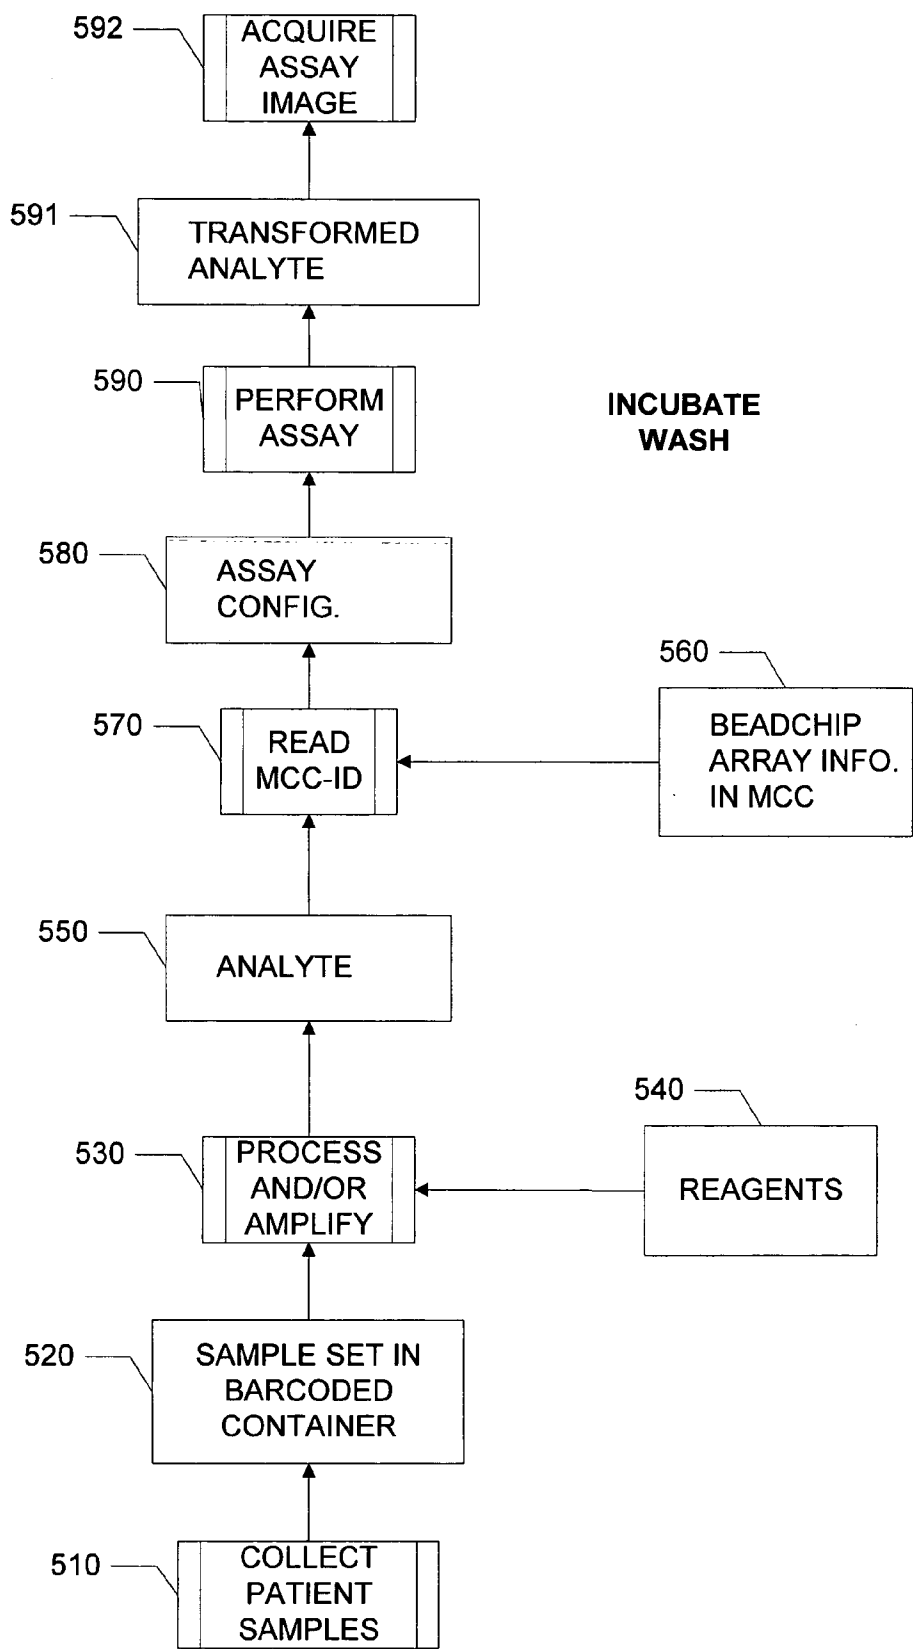 592
ACQUIRE
ASSAY
IMAGE
591
TRANSFORMED
ANALYTE
590
PERFORM
ASSAY
INCUBATE
WASH
580
ASSAY
CONFIG.
560
570
READ
MCC-ID
BEADCHIP
ARRAY INFO.
IN MCC
550
ANALYTE
540
530
PROCESS
AND/OR
AMPLIFY
REAGENTS
520
SAMPLE SET IN
BARCODED
CONTAINER
510
COLLECT
PATIENT
SAMPLES